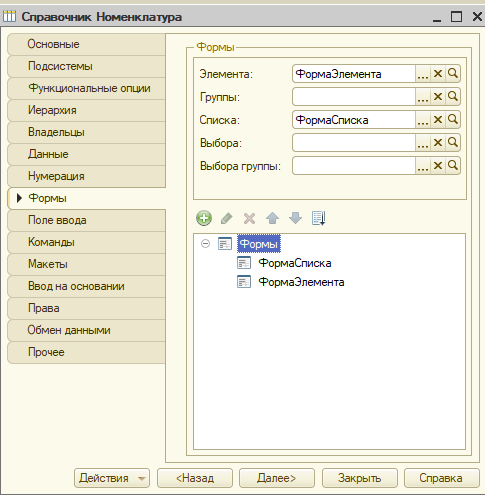 Справочник Номенклатура
Основные
Подсистемы
Функциональные опции
Иерархия
Владельцы
Данные
Нумерация
Формы
Поле ввода
Команды
Макеты
Ввод на основании
Права
Обмен данными
Прочее
Формы
Элемента: ФормаЭлемента
Группы:
Списка: ФормаСписка
Выбора:
Выбора группы:
Формы
ФормаСписка
ФормаЭлемента
Действия <Назад Далее> Закрыть Справка